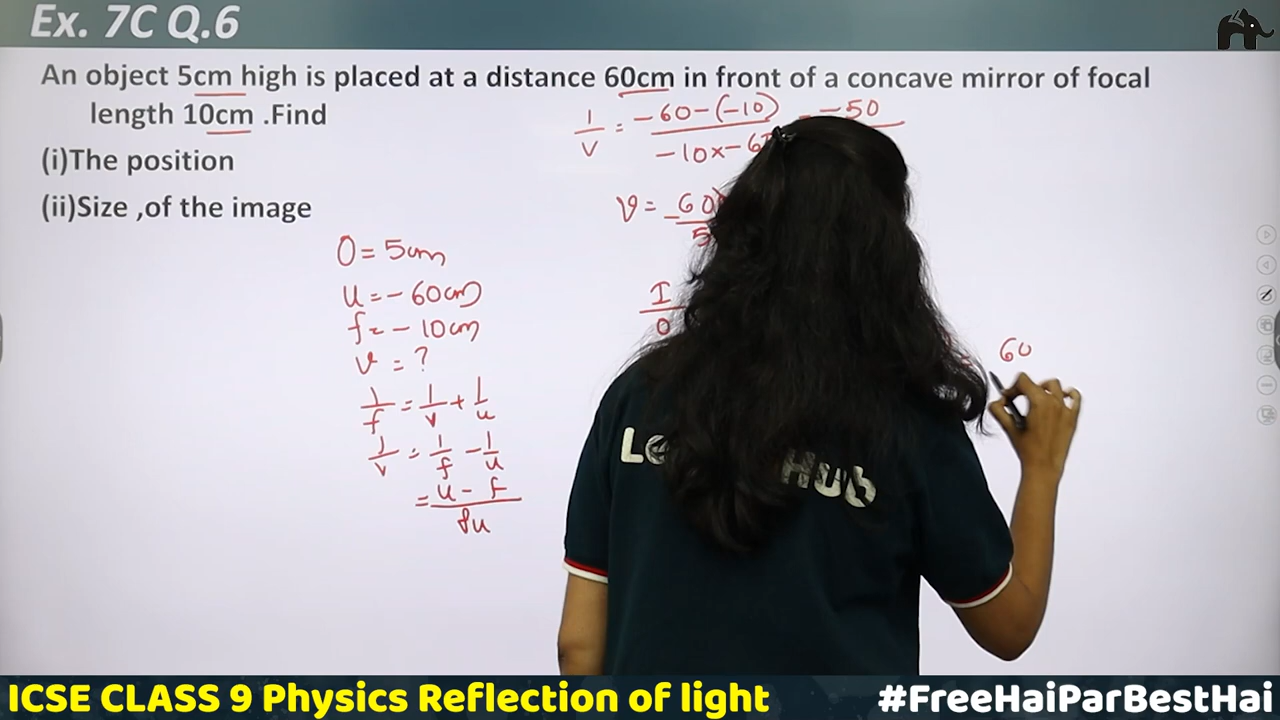 Ex. 7C Q.6
An object 5cm high is placed at a distance 60cm in front of a concave mirror of focal
length 10cm .Find
(i)The position
(ii)Size ,of the image
1/v = -60-(-10)/-10x-6 = -50
v = -60/5
I/O
60
O = 5cm
u = -60cm
f = -10cm
v = ?
1/f = 1/v + 1/u
1/v = 1/f - 1/u
= u - f/fu
Hub
ICSE CLASS 9 Physics Reflection of light
#FreeHaiParBestHai